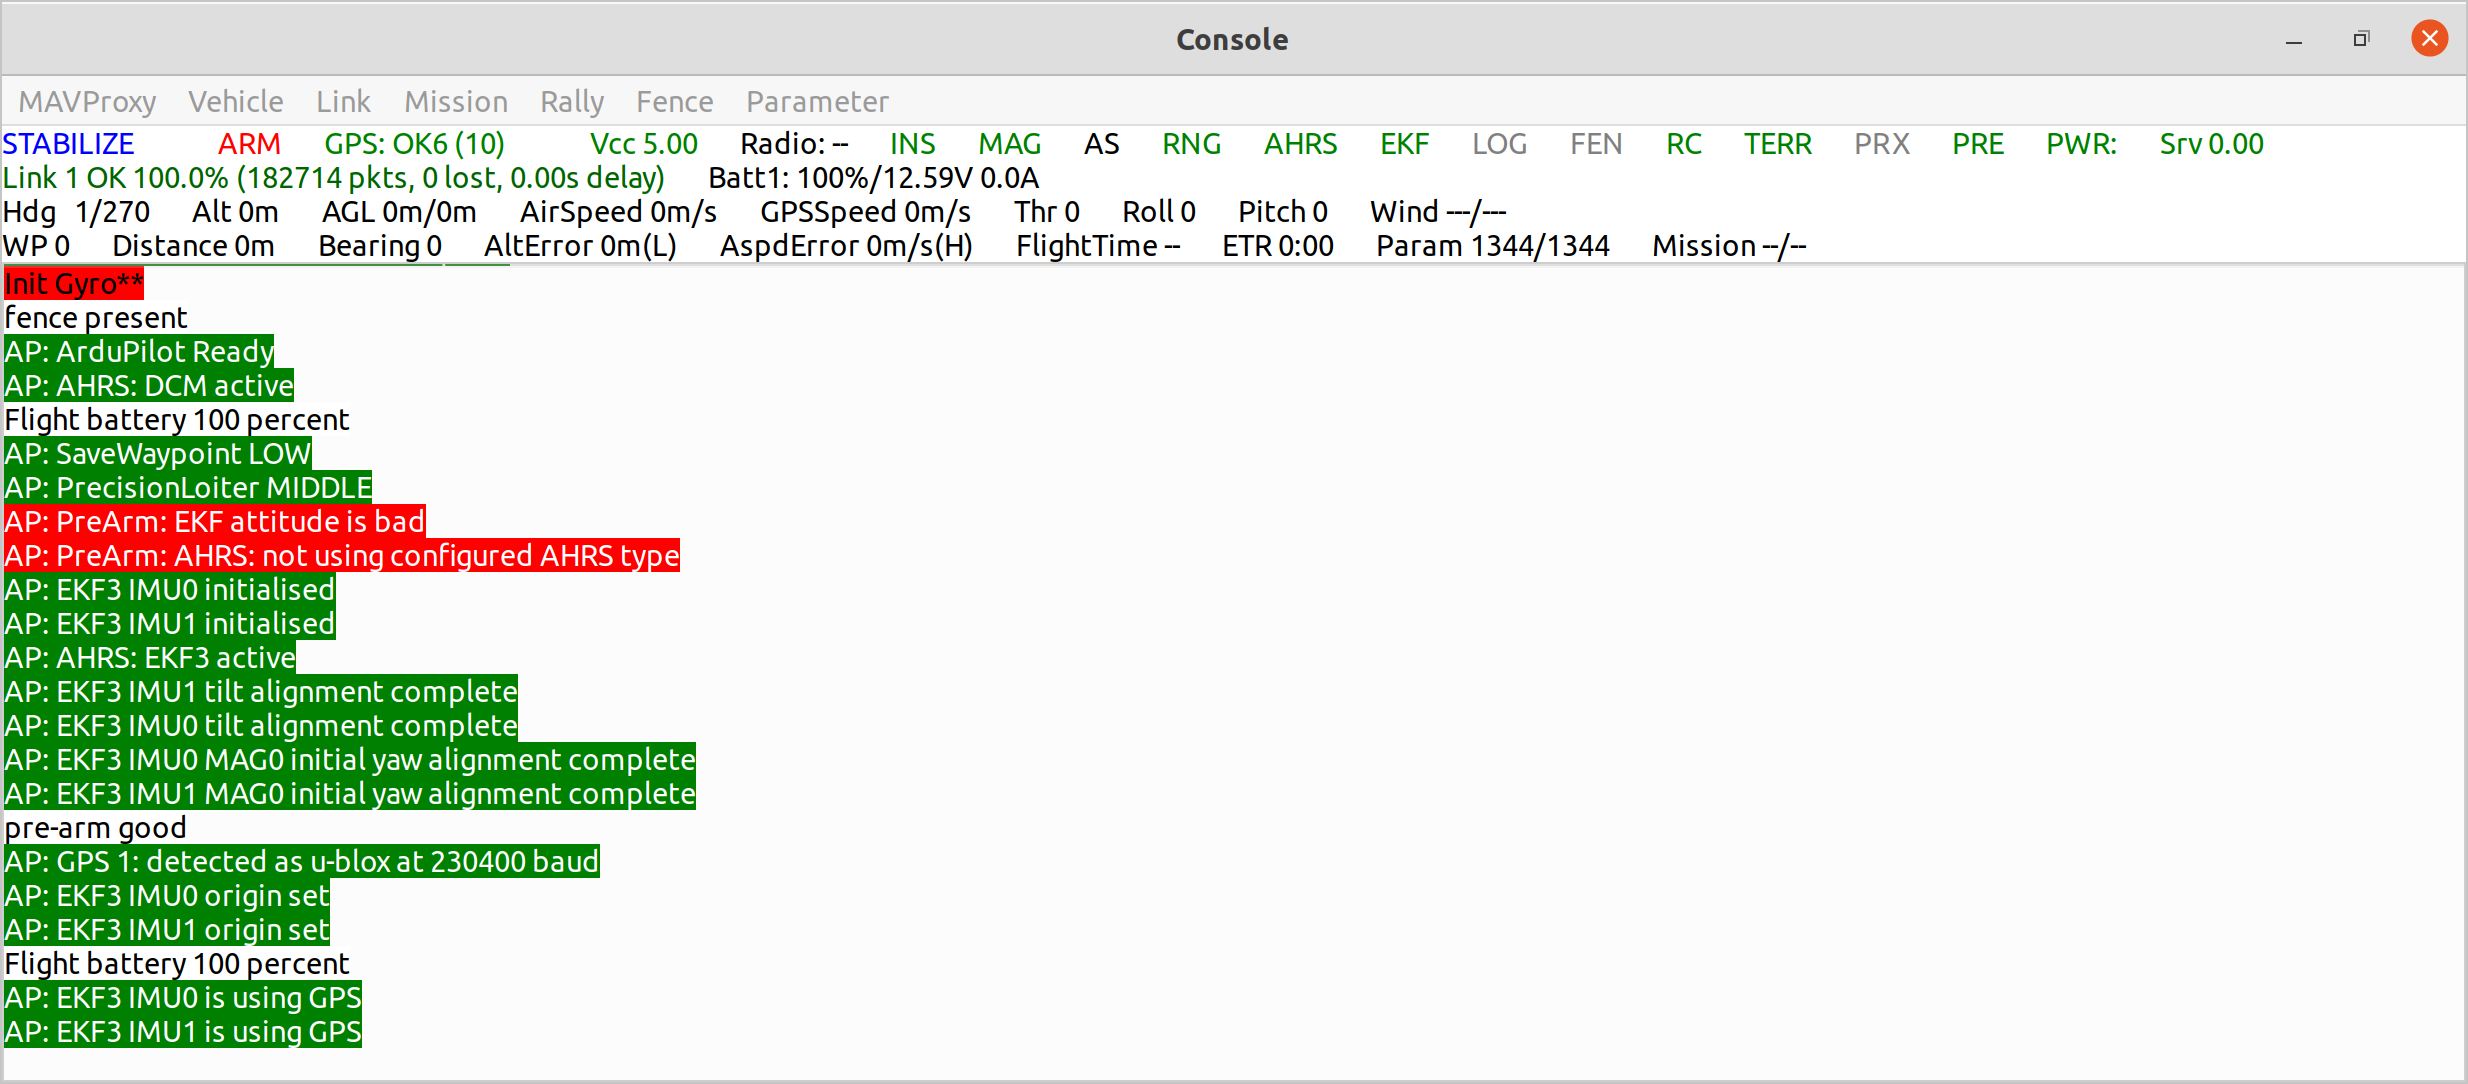 Console
MAVProxy Vehicle Link Mission Rally Fence Parameter
STABILIZE ARM GPS: OK6 (10) Vcc 5.00 Radio: -- INS MAG AS RNG AHRS EKF LOG FEN RC TERR PRX PRE PWR: Srv 0.00
Link 1 OK 100.0% (182714 pkts, 0 lost, 0.00s delay) Batt1: 100%/12.59V 0.0A
Hdg 1/270 Alt 0m AGL 0m/0m AirSpeed 0m/s GPSSpeed 0m/s Thr 0 Roll 0 Pitch 0 Wind ---/---
WP 0 Distance 0m Bearing 0 AltError 0m(L) AspdError 0m/s(H) FlightTime -- ETR 0:00 Param 1344/1344 Mission --/--
Init Gyro**
fence present
AP: ArduPilot Ready
AP: AHRS: DCM active
Flight battery 100 percent
AP: SaveWaypoint LOW
AP: PrecisionLoiter MIDDLE
AP: PreArm: EKF attitude is bad
AP: PreArm: AHRS: not using configured AHRS type
AP: EKF3 IMU0 initialised
AP: EKF3 IMU1 initialised
AP: AHRS: EKF3 active
AP: EKF3 IMU1 tilt alignment complete
AP: EKF3 IMU0 tilt alignment complete
AP: EKF3 IMU0 MAG0 initial yaw alignment complete
AP: EKF3 IMU1 MAG0 initial yaw alignment complete
pre-arm good
AP: GPS 1: detected as u-blox at 230400 baud
AP: EKF3 IMU0 origin set
AP: EKF3 IMU1 origin set
Flight battery 100 percent
AP: EKF3 IMU0 is using GPS
AP: EKF3 IMU1 is using GPS